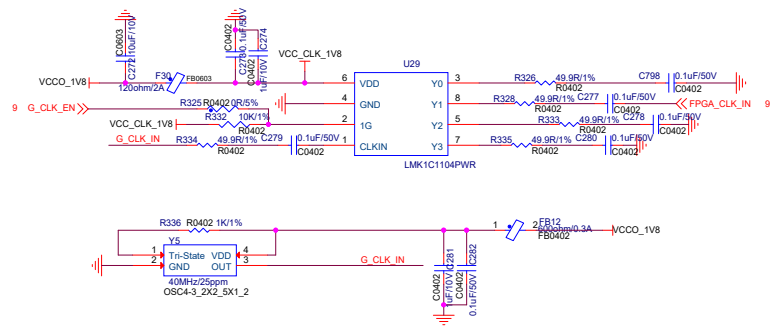 C0603
C272
10uF/10V
C0402
C273
0.1uF/50V
C274
C0402
1uF/10V
VCC_CLK_1V8
U29
VCCO_1V8
F30
FB0603
120ohm/2A
6 VDD Y0 3
R326 49.9R/1% R0402
C798 0.1uF/50V C0402
9 G_CLK_EN
R325 R0402 0R/5%
4 GND Y1 8
R328 49.9R/1% R0402
C277 0.1uF/50V C0402
FPGA_CLK_IN 9
VCC_CLK_1V8
R332 10K/1% R0402
2 1G Y2 5
R333 49.9R/1% R0402
C278 0.1uF/50V C0402
G_CLK_IN
R334 49.9R/1% R0402
C279 0.1uF/50V C0402
1 CLKIN Y3 7
R335 49.9R/1% R0402
C280 0.1uF/50V C0402
LMK1C1104PWR
R336 R0402 1K/1%
Y5
1 Tri-State VDD 4
2 GND OUT 3
G_CLK_IN
40MHz/25ppm
OSC4-3_2X2_5X1_2
C0402
1uF/10V
C281
C0402
0.1uF/50V
C282
1 FB12 2
600ohm/0.3A
FB0402
VCCO_1V8